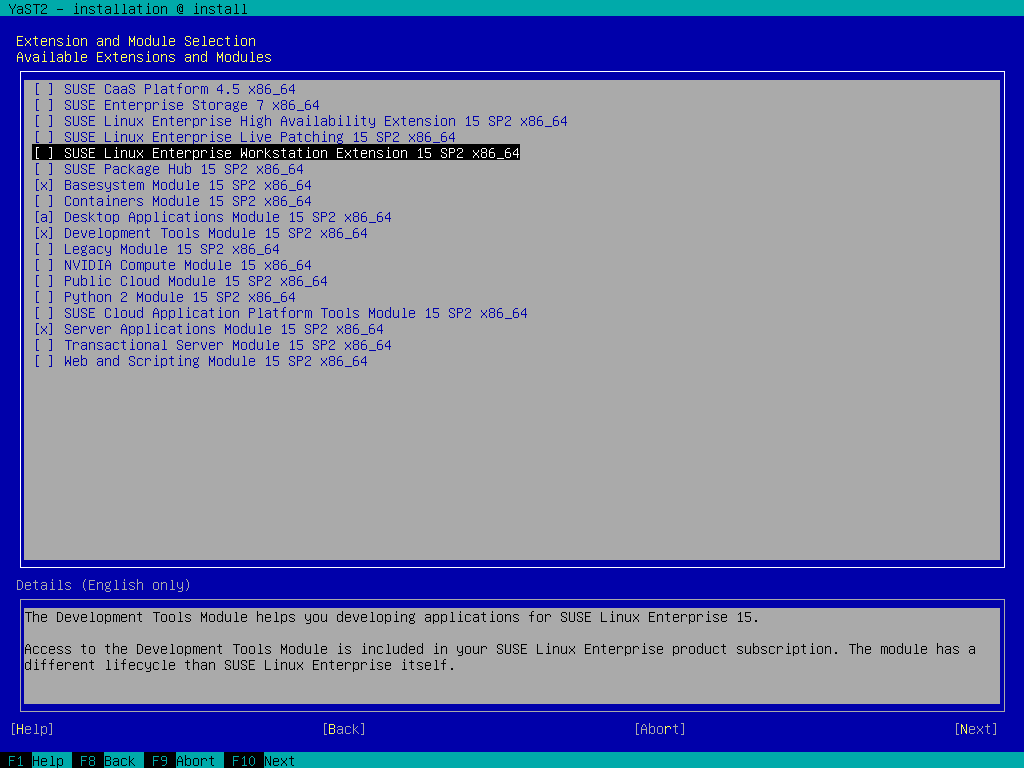 YaST2 - installation @ install
Extension and Module Selection
Available Extensions and Modules
[ ] SUSE CaaS Platform 4.5 x86_64
[ ] SUSE Enterprise Storage 7 x86_64
[ ] SUSE Linux Enterprise High Availability Extension 15 SP2 x86_64
[ ] SUSE Linux Enterprise Live Patching 15 SP2 x86_64
[ ] SUSE Linux Enterprise Workstation Extension 15 SP2 x86_64
[ ] SUSE Package Hub 15 SP2 x86_64
[x] Basesystem Module 15 SP2 x86_64
[ ] Containers Module 15 SP2 x86_64
[a] Desktop Applications Module 15 SP2 x86_64
[x] Development Tools Module 15 SP2 x86_64
[ ] Legacy Module 15 SP2 x86_64
[ ] NVIDIA Compute Module 15 x86_64
[ ] Public Cloud Module 15 SP2 x86_64
[ ] Python 2 Module 15 SP2 x86_64
[ ] SUSE Cloud Application Platform Tools Module 15 SP2 x86_64
[x] Server Applications Module 15 SP2 x86_64
[ ] Transactional Server Module 15 SP2 x86_64
[ ] Web and Scripting Module 15 SP2 x86_64
Details (English only)
The Development Tools Module helps you developing applications for SUSE Linux Enterprise 15.
Access to the Development Tools Module is included in your SUSE Linux Enterprise product subscription. The module has a
different lifecycle than SUSE Linux Enterprise itself.
[Help] [Back] [Abort] [Next]
F1 Help F8 Back F9 Abort F10 Next